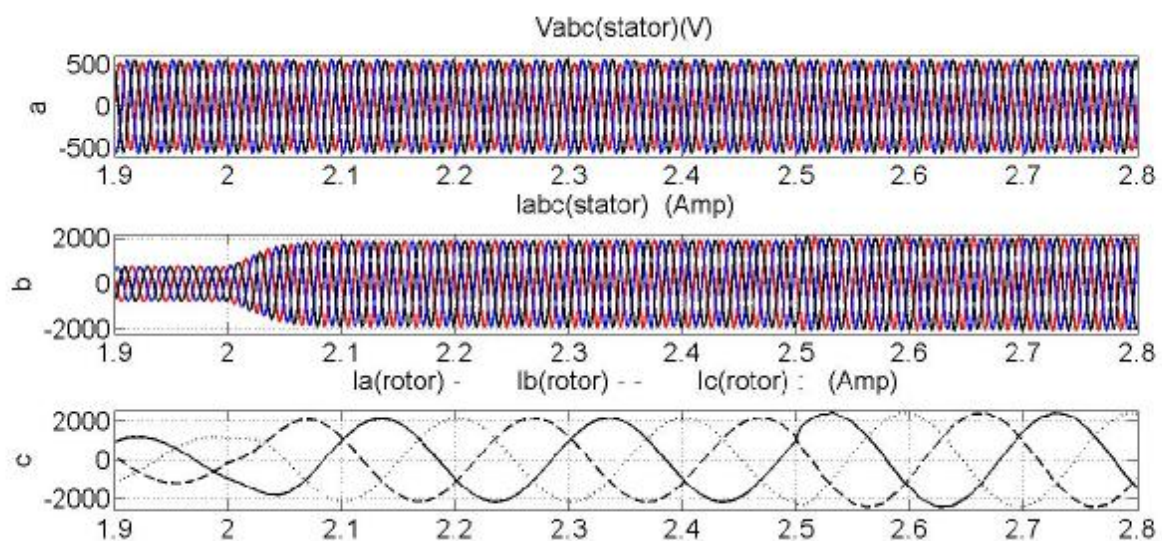 Vabc(stator)(V)
500
0
-500
a
1.9 2 2.1 2.2 2.3 2.4 2.5 2.6 2.7 2.8
Iabc(stator) (Amp)
2000
0
-2000
b
1.9 2 2.1 2.2 2.3 2.4 2.5 2.6 2.7 2.8
Ia(rotor) - Ib(rotor) - - Ic(rotor) : (Amp)
2000
0
-2000
c
1.9 2 2.1 2.2 2.3 2.4 2.5 2.6 2.7 2.8